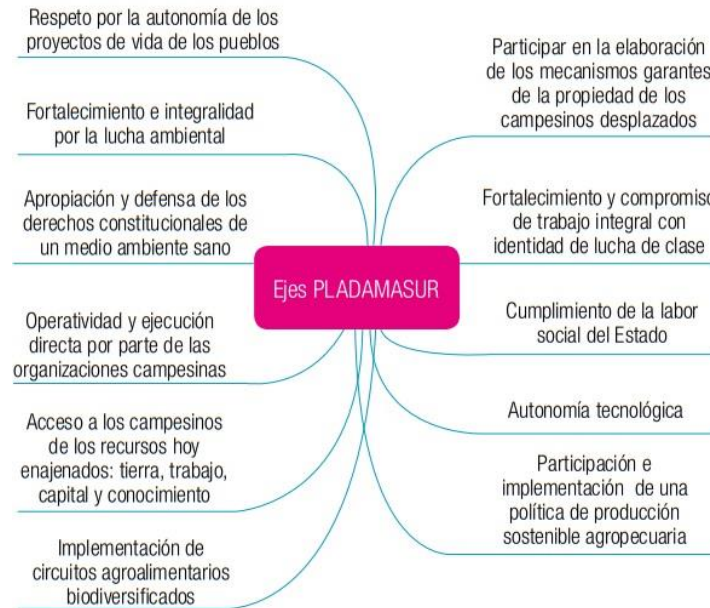 Respeto por la autonomía de los
proyectos de vida de los pueblos
Fortalecimiento e integralidad
por la lucha ambiental
Apropiación y defensa de los
derechos constitucionales de
un medio ambiente sano
Operatividad y ejecución
directa por parte de las
organizaciones campesinas
Acceso a los campesinos
de los recursos hoy
enajenados: tierra, trabajo,
capital y conocimiento
Implementación de
circuitos agroalimentarios
biodiversificados
Ejes PLADAMASUR
Participar en la elaboración
de los mecanismos garantes
de la propiedad de los
campesinos desplazados
Fortalecimiento y compromiso
de trabajo integral con
identidad de lucha de clase
Cumplimiento de la labor
social del Estado
Autonomía tecnológica
Participación e
implementación de una
política de producción
sostenible agropecuaria